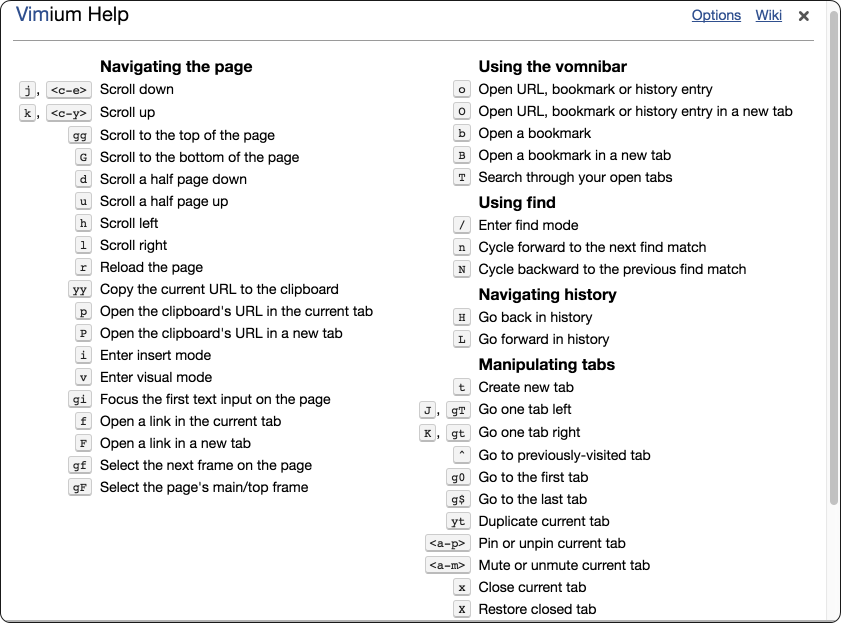 Vimium Help
Options Wiki ×
Navigating the page
j, <c-e> Scroll down
k, <c-y> Scroll up
gg Scroll to the top of the page
G Scroll to the bottom of the page
d Scroll a half page down
u Scroll a half page up
h Scroll left
l Scroll right
r Reload the page
yy Copy the current URL to the clipboard
p Open the clipboard's URL in the current tab
P Open the clipboard's URL in a new tab
i Enter insert mode
v Enter visual mode
gi Focus the first text input on the page
f Open a link in the current tab
F Open a link in a new tab
gf Select the next frame on the page
gF Select the page's main/top frame
Using the vomnibar
o Open URL, bookmark or history entry
O Open URL, bookmark or history entry in a new tab
b Open a bookmark
B Open a bookmark in a new tab
T Search through your open tabs
Using find
/ Enter find mode
n Cycle forward to the next find match
N Cycle backward to the previous find match
Navigating history
H Go back in history
L Go forward in history
Manipulating tabs
t Create new tab
J, gT Go one tab left
K, gt Go one tab right
^ Go to previously-visited tab
g0 Go to the first tab
g$ Go to the last tab
yt Duplicate current tab
<a-p> Pin or unpin current tab
<a-m> Mute or unmute current tab
x Close current tab
X Restore closed tab